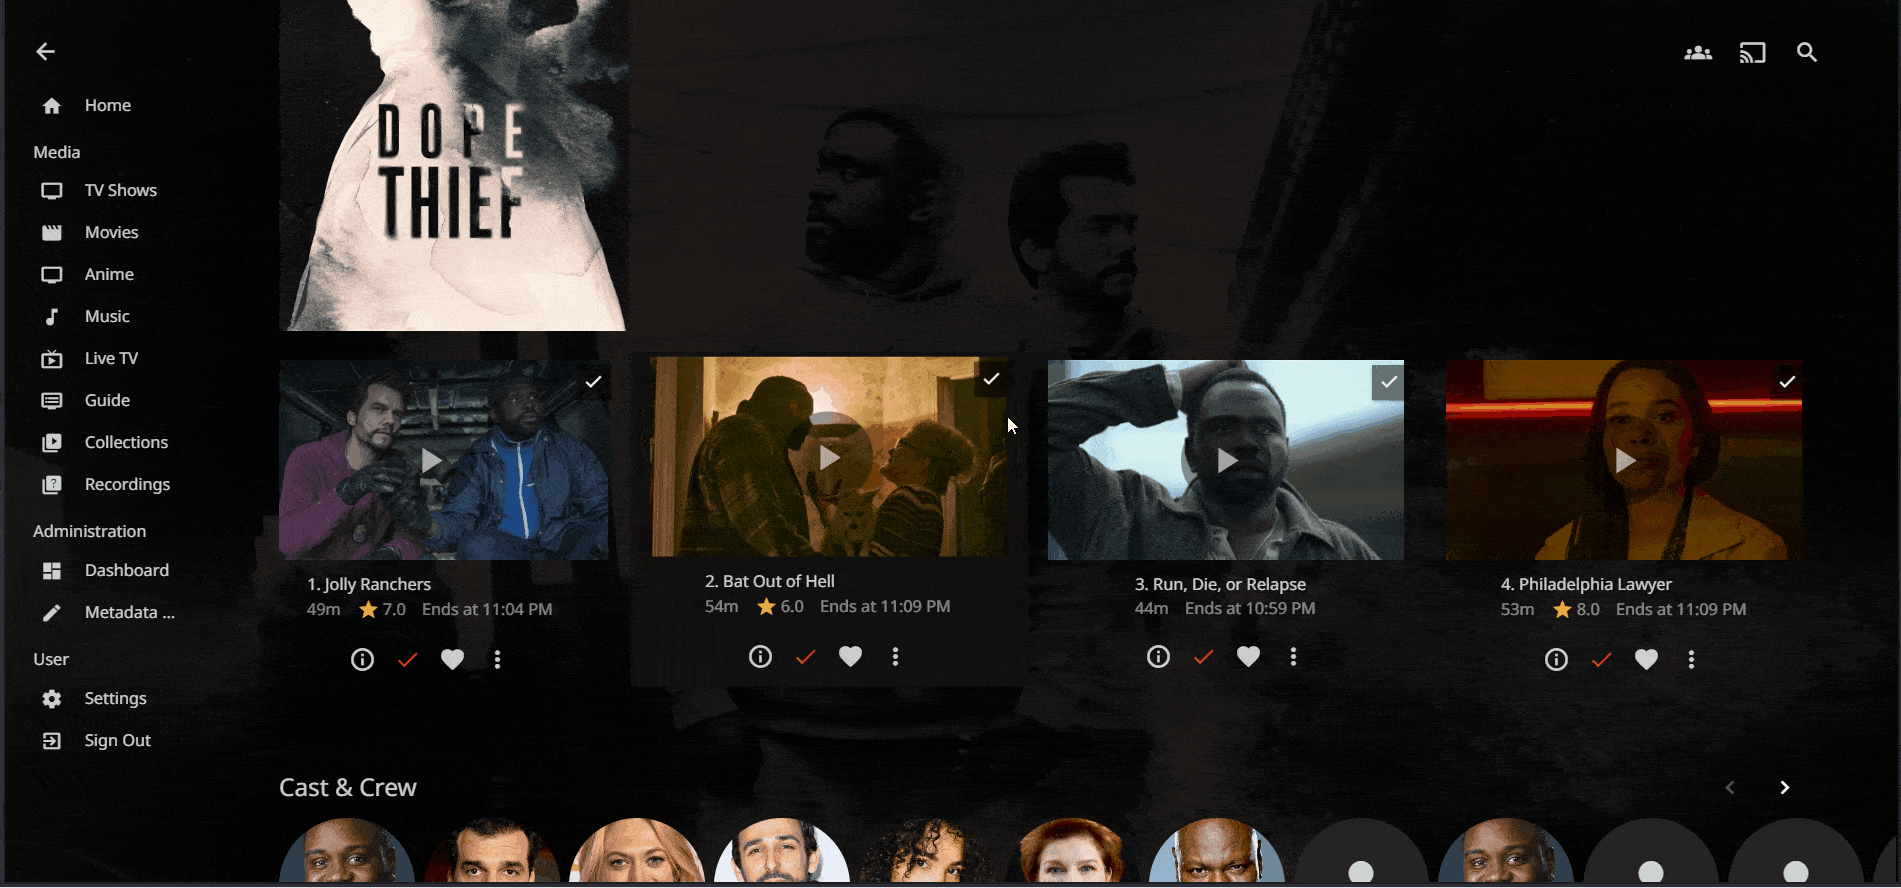 DOPE
THIEF
Home
Media
TV Shows
Movies
Anime
Music
Live TV
Guide
Collections
Recordings
Administration
Dashboard
Metadata ...
User
Settings
Sign Out
1. Jolly Ranchers
49m 7.0 Ends at 11:04 PM
2. Bat Out of Hell
54m 6.0 Ends at 11:09 PM
3. Run, Die, or Relapse
44m Ends at 10:59 PM
4. Philadelphia Lawyer
53m 8.0 Ends at 11:09 PM
Cast & Crew